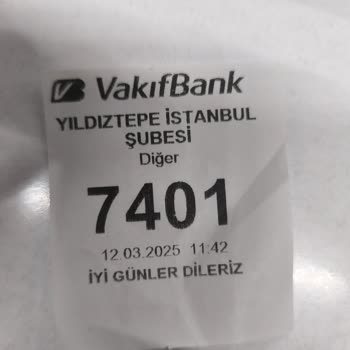 VakıfBank
YILDIZTEPE İSTANBUL
ŞUBESİ
Diğer
7401
12.03.2025 11:42
İYİ GÜNLER DİLERİZ